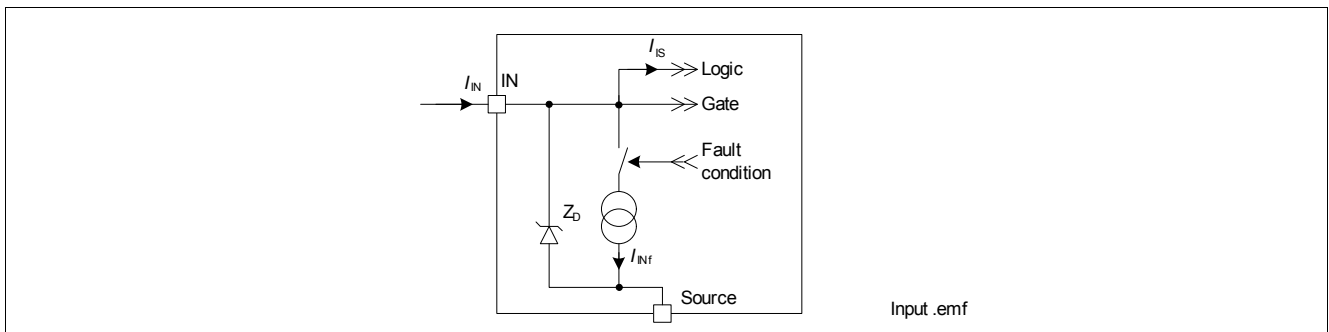 I_IS
Logic
I_IN
IN
Gate
Fault
condition
Z_D
I_INf
Source
Input .emf